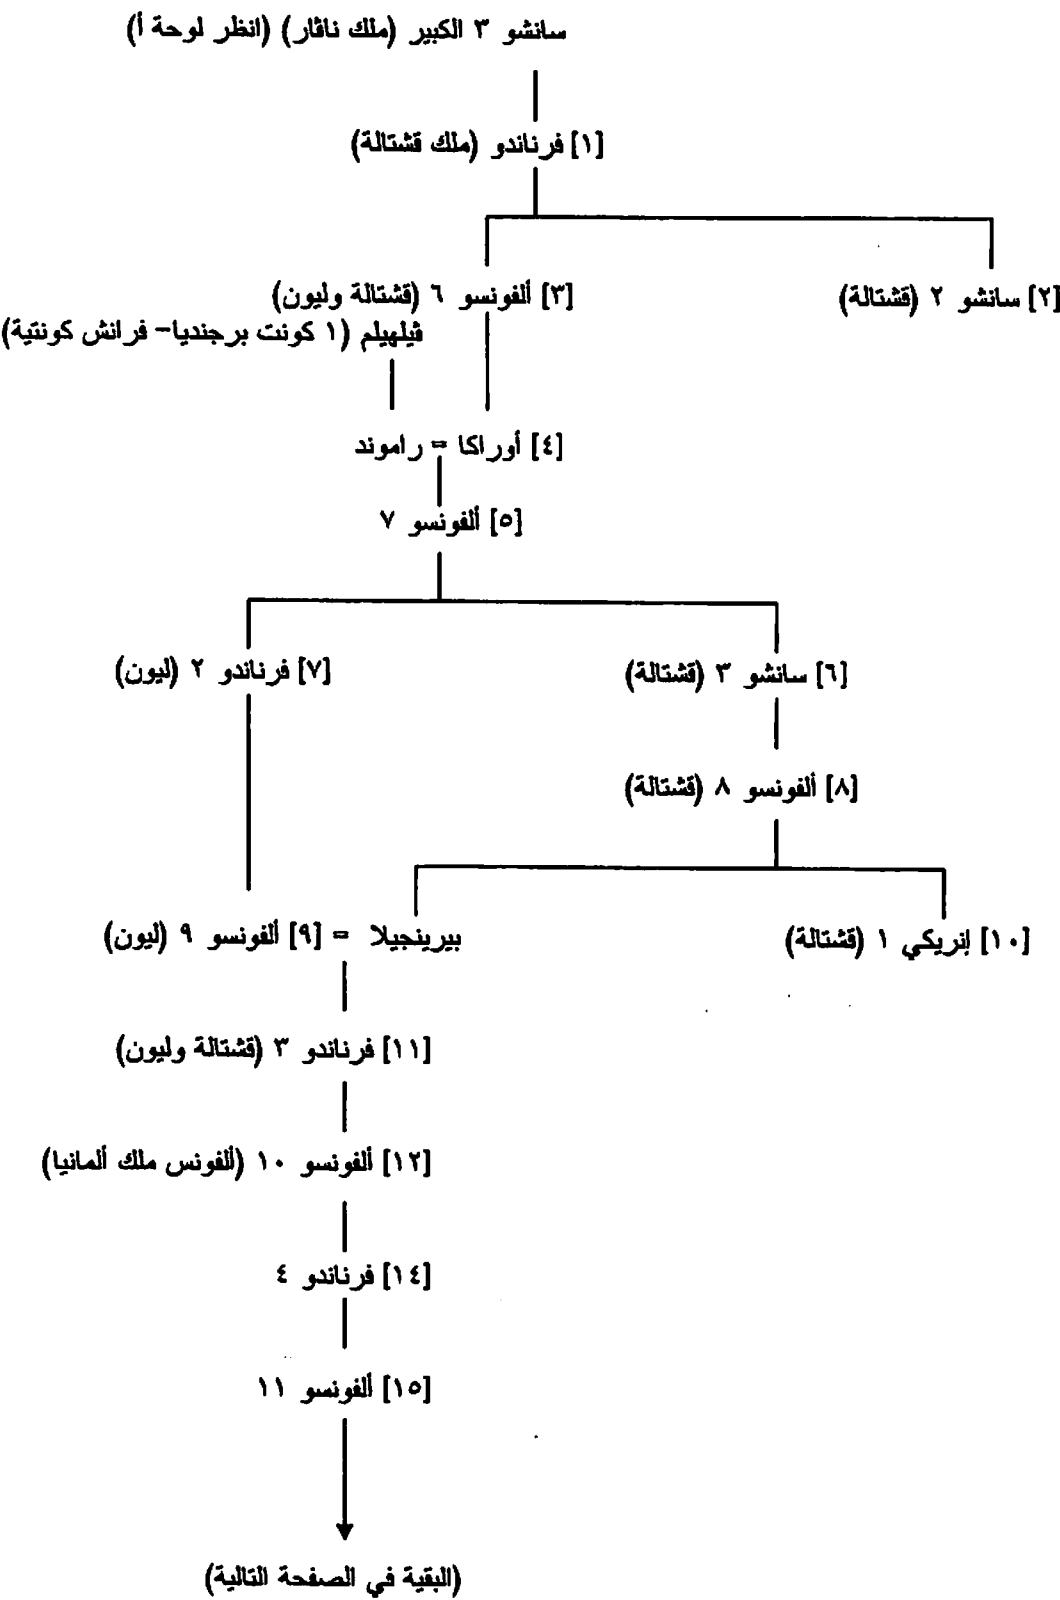 سانشو ٣ الكبير (ملك ناڤار) (انظر لوحة أ)
[١] فرناندو (ملك قشتالة)
[٢] سانشو ٢ (قشتالة)
[٣] ألفونسو ٦ (قشتالة وليون)
ڤيلهيلم (١ كونت برجنديا- فرانش كونتية)
[٤] أوراكا = راموند
[٥] ألفونسو ٧
[٦] سانشو ٣ (قشتالة)
[٧] فرناندو ٢ (ليون)
[٨] ألفونسو ٨ (قشتالة)
[١٠] إنريكي ١ (قشتالة)
بيرينجيلا = [٩] ألفونسو ٩ (ليون)
[١١] فرناندو ٣ (قشتالة وليون)
[١٢] ألفونسو ١٠ (ألفونس ملك ألمانيا)
[١٤] فرناندو ٤
[١٥] ألفونسو ١١
(البقية في الصفحة التالية)